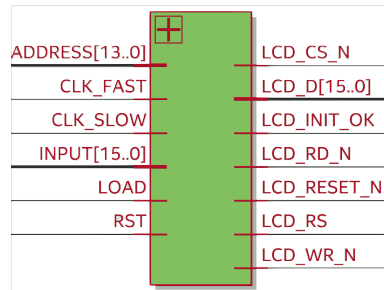 ADDRESS[13..0]
CLK_FAST
CLK_SLOW
INPUT[15..0]
LOAD
RST
LCD_CS_N
LCD_D[15..0]
LCD_INIT_OK
LCD_RD_N
LCD_RESET_N
LCD_RS
LCD_WR_N